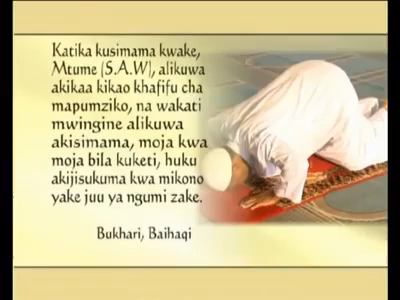 Katika kusimama kwake,
Mtume (S.A.W), alikuwa
akikaa kikao khafifu cha
mapumziko, na wakati
mwingine alikuwa
akisimama, moja kwa
moja bila kuketi, huku
akijisukuma kwa mikono
yake juu ya ngumi zake.
Bukhari, Baihaqi